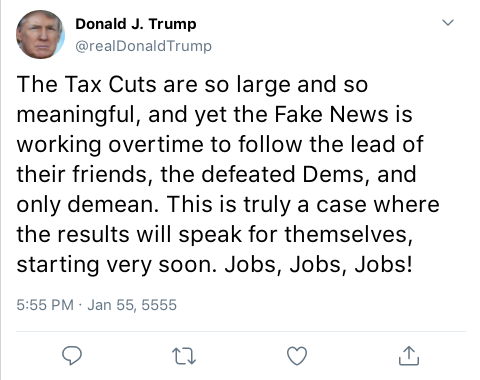 Donald J. Trump
@realDonaldTrump
The Tax Cuts are so large and so
meaningful, and yet the Fake News is
working overtime to follow the lead of
their friends, the defeated Dems, and
only demean. This is truly a case where
the results will speak for themselves,
starting very soon. Jobs, Jobs, Jobs!
5:55 PM · Jan 55, 5555